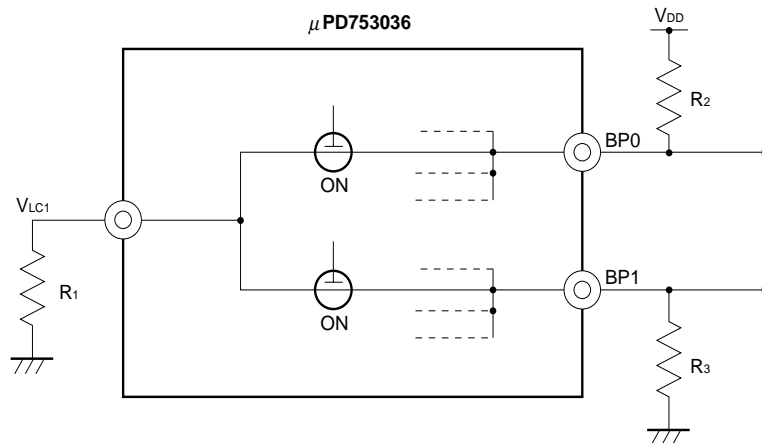 μPD753036
VDD
R2
BP0
ON
VLC1
R1
BP1
ON
R3